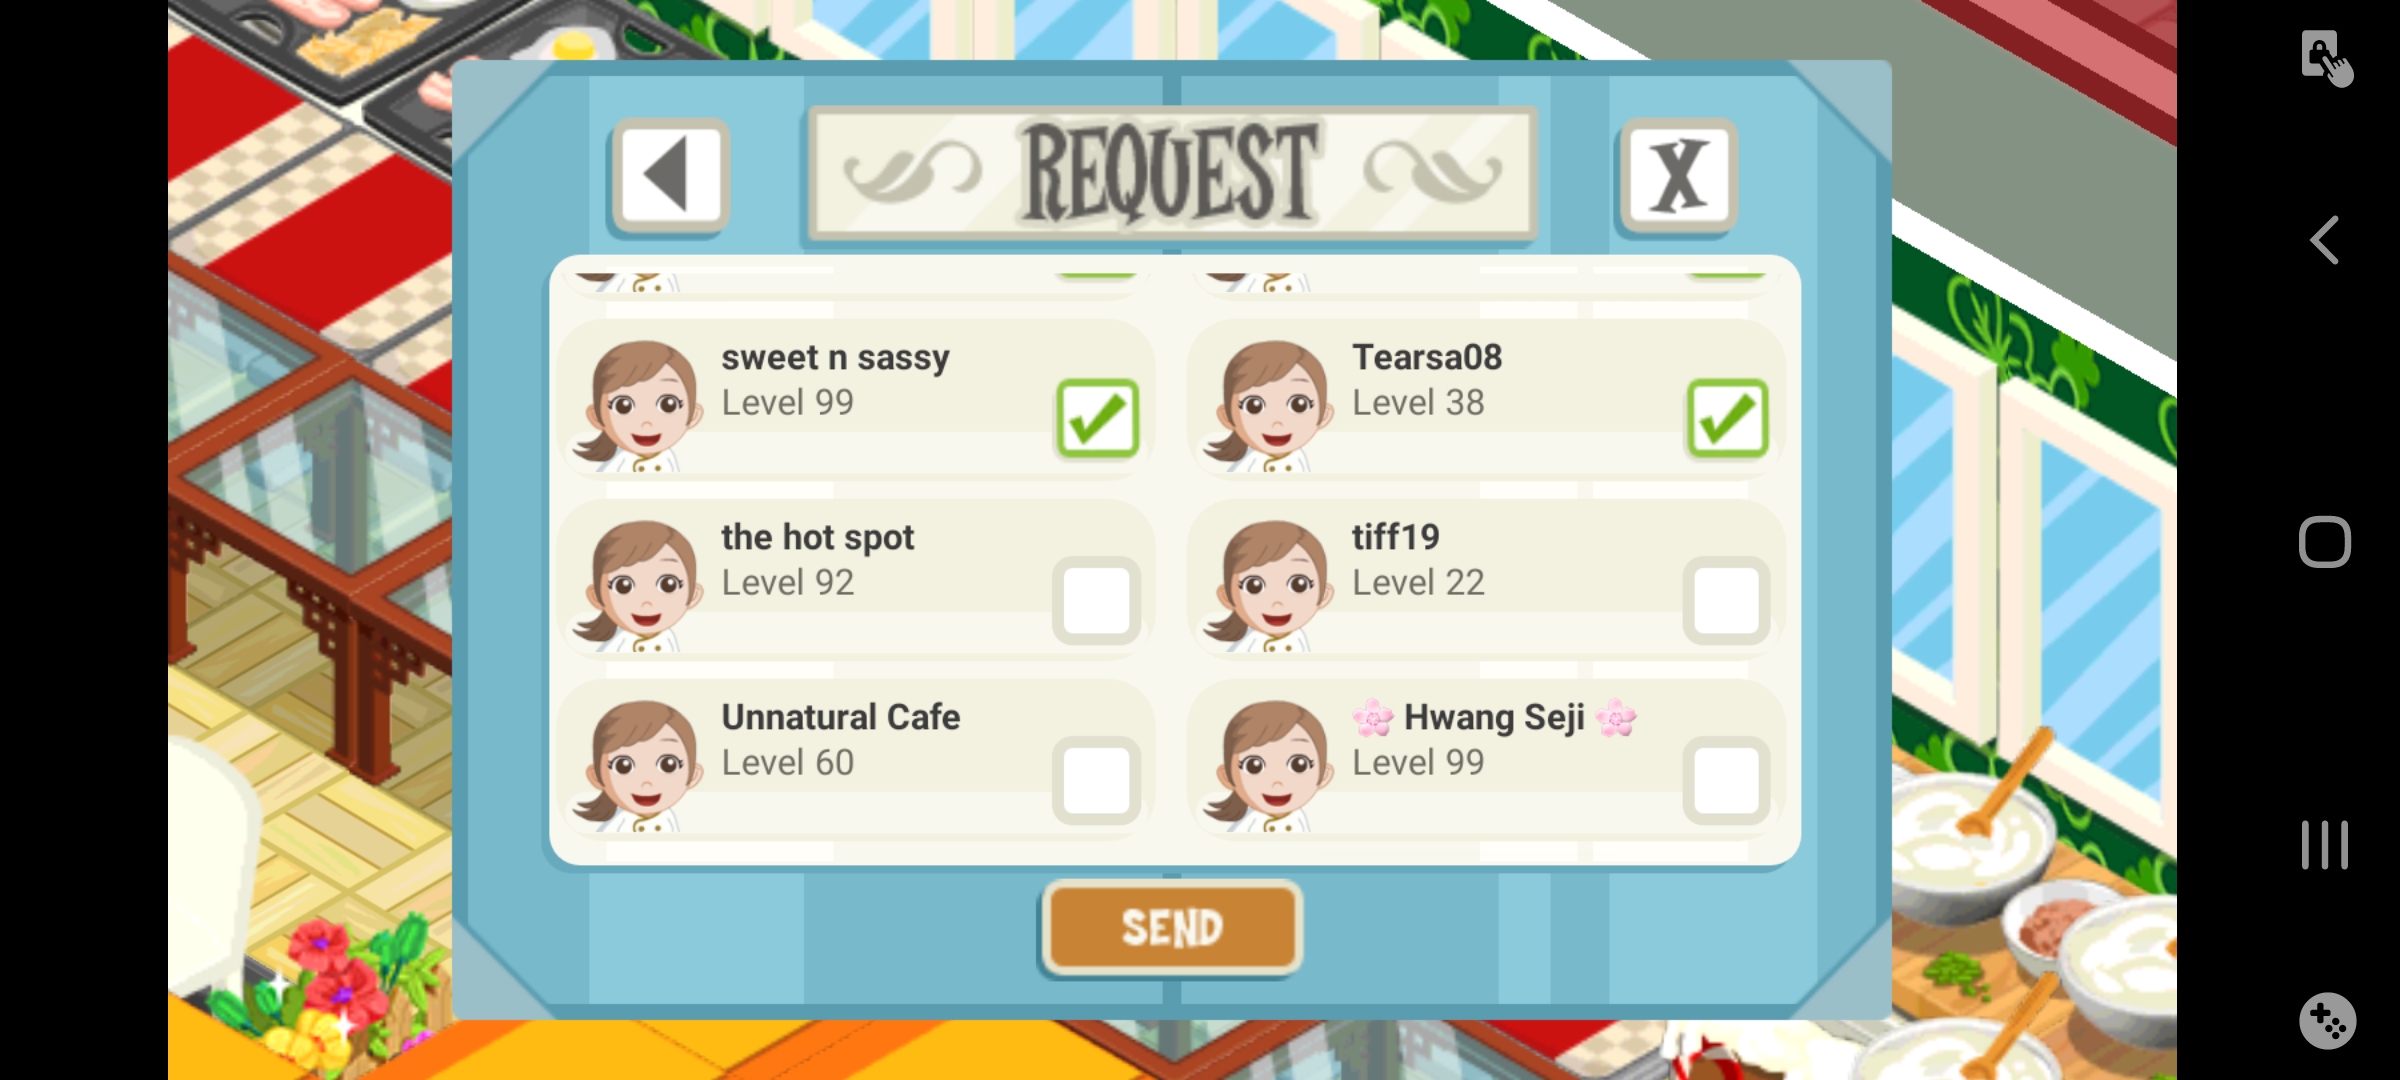 REQUEST
X
sweet n sassy
Level 99
Tearsa08
Level 38
the hot spot
Level 92
tiff19
Level 22
Unnatural Cafe
Level 60
🌸 Hwang Seji 🌸
Level 99
SEND